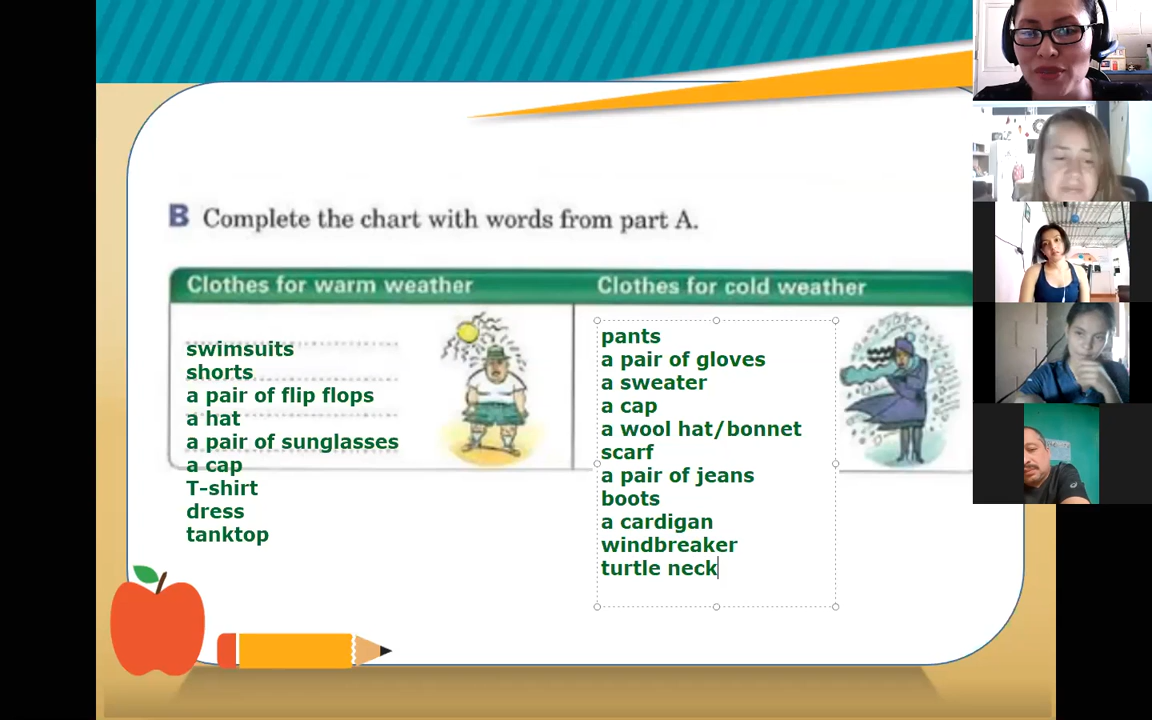 B Complete the chart with words from part A.
Clothes for warm weather
swimsuits
shorts
a pair of flip flops
a hat
a pair of sunglasses
a cap
T-shirt
dress
tanktop
Clothes for cold weather
pants
a pair of gloves
a sweater
a cap
a wool hat/bonnet
scarf
a pair of jeans
boots
a cardigan
windbreaker
turtle neck